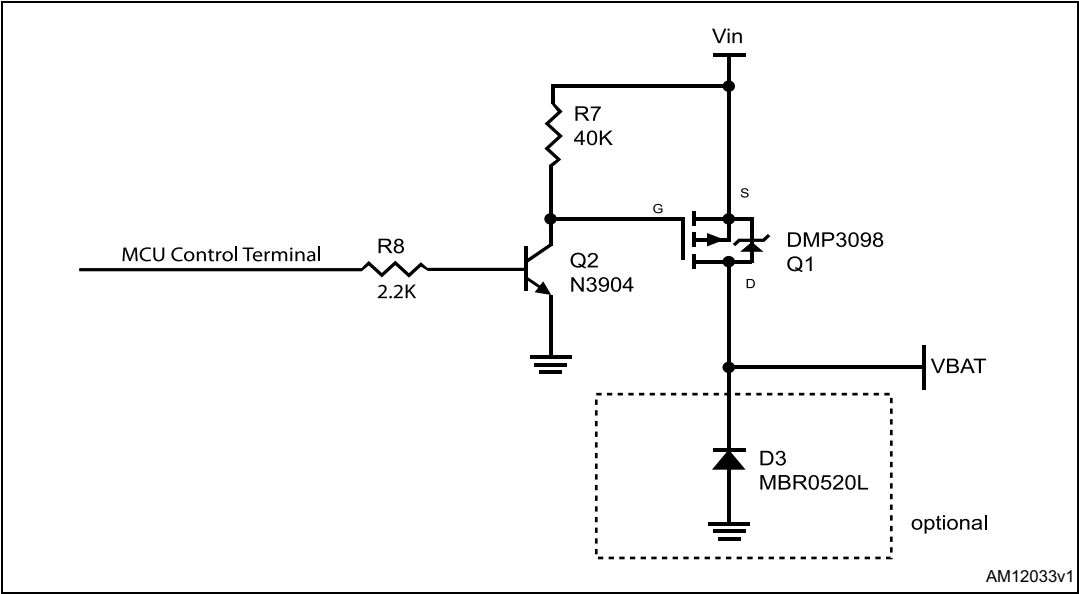 Vin
R7
40K
S
G
MCU Control Terminal
R8
2.2K
Q2
N3904
DMP3098
Q1
D
VBAT
D3
MBR0520L
optional
AM12033v1